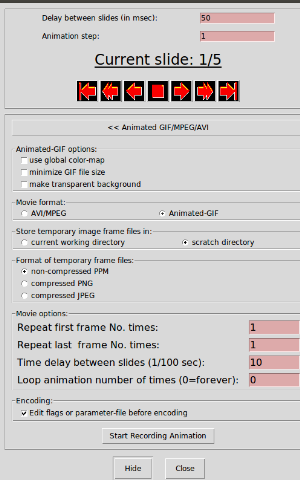 Delay between slides (in msec): 50
Animation step: 1
Current slide: 1/5
<< Animated GIF/MPEG/AVI
Animated-GIF options:
use global color-map
minimize GIF file size
make transparent background
Movie format:
AVI/MPEG Animated-GIF
Store temporary image frame files in:
current working directory scratch directory
Format of temporary frame files:
non-compressed PPM
compressed PNG
compressed JPEG
Movie options:
Repeat first frame No. times: 1
Repeat last frame No. times: 1
Time delay between slides (1/100 sec): 10
Loop animation number of times (0=forever): 0
Encoding:
Edit flags or parameter-file before encoding
Start Recording Animation
Hide Close